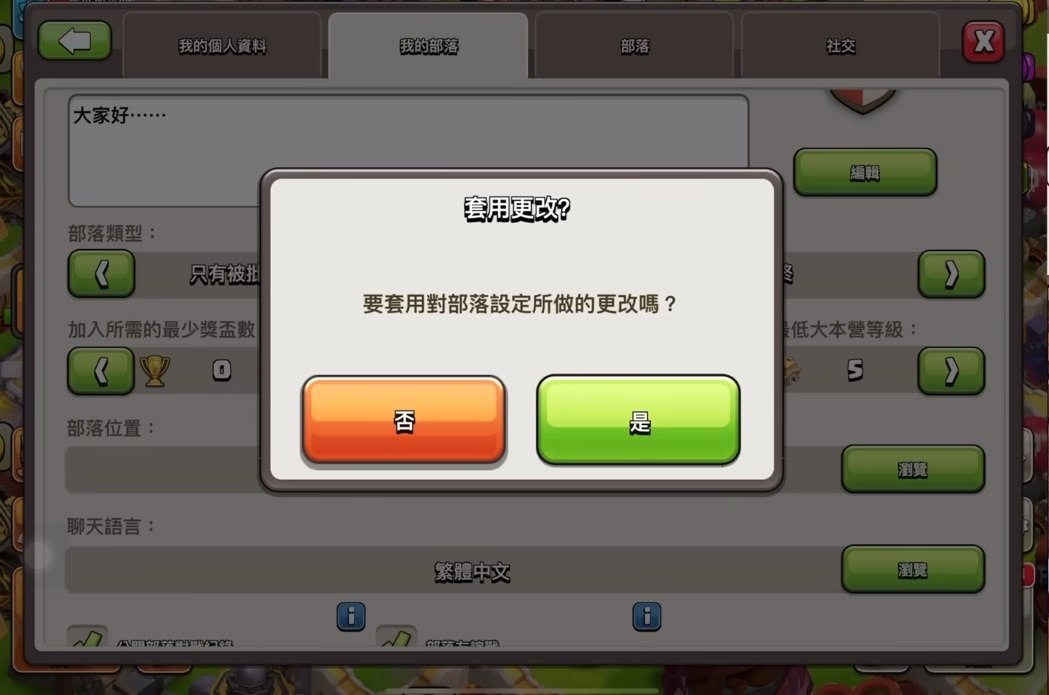 我的個人資料
我的部落
部落
社交
X
大家好……
編輯
套用更改?
部落類型：
只有被批
要套用對部落設定所做的更改嗎？
加入所需的最少獎盃數
最低大本營等級：
0
5
否
是
部落位置：
瀏覽
聊天語言：
繁體中文
瀏覽